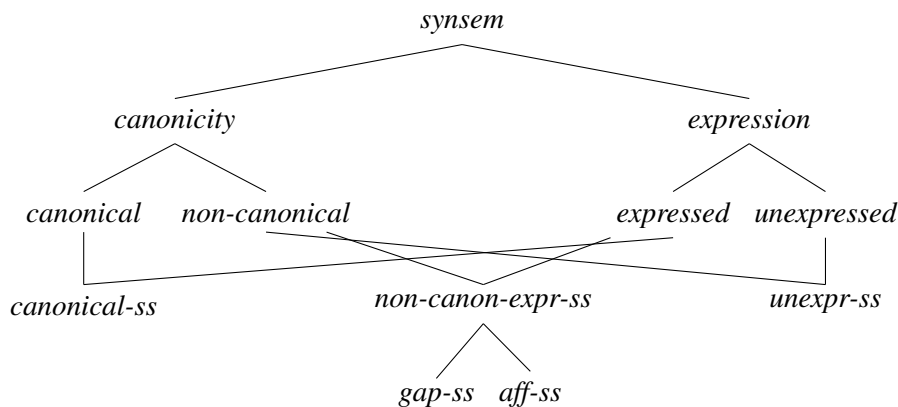 synsem
canonicity expression
canonical non-canonical expressed unexpressed
canonical-ss non-canon-expr-ss unexpr-ss
gap-ss aff-ss